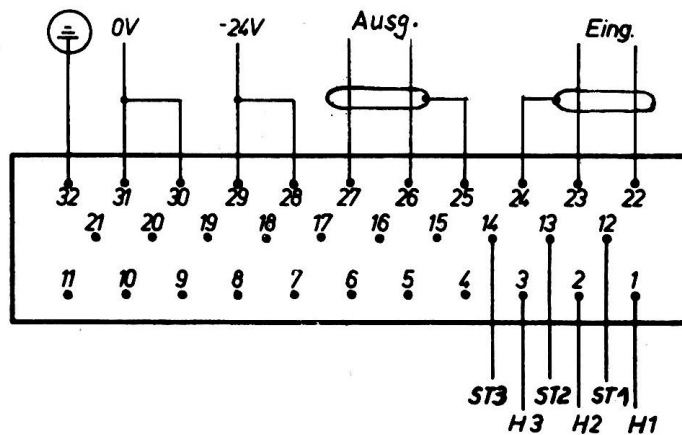 0V -24V Ausg. Eing.
32 31 30 29 28 27 26 25 24 23 22
21 20 19 18 17 16 15 14 13 12
11 10 9 8 7 6 5 4 3 2 1
ST3 ST2 ST1
H3 H2 H1